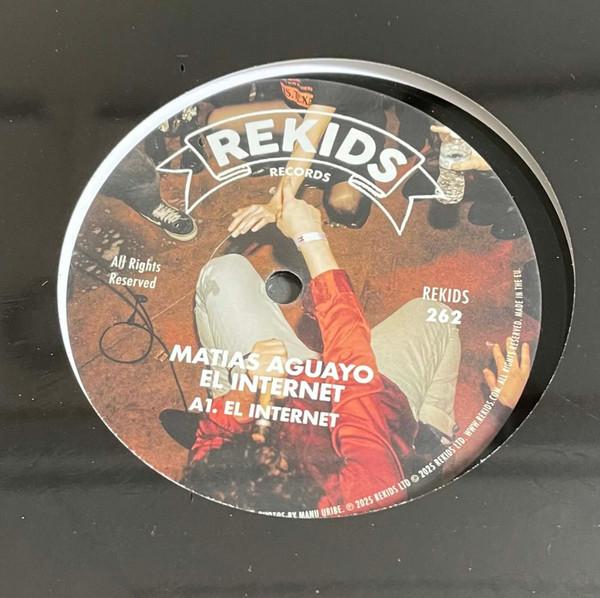 REKIDS
RECORDS
All Rights
Reserved
REKIDS
262
MATIAS AGUAYO
EL INTERNET
A1. EL INTERNET
PHOTOS BY MANU URIBE. ℗ 2025 REKIDS LTD © 2025 REKIDS LTD. WWW.REKIDS.COM. ALL RIGHTS RESERVED. MADE IN THE EU.